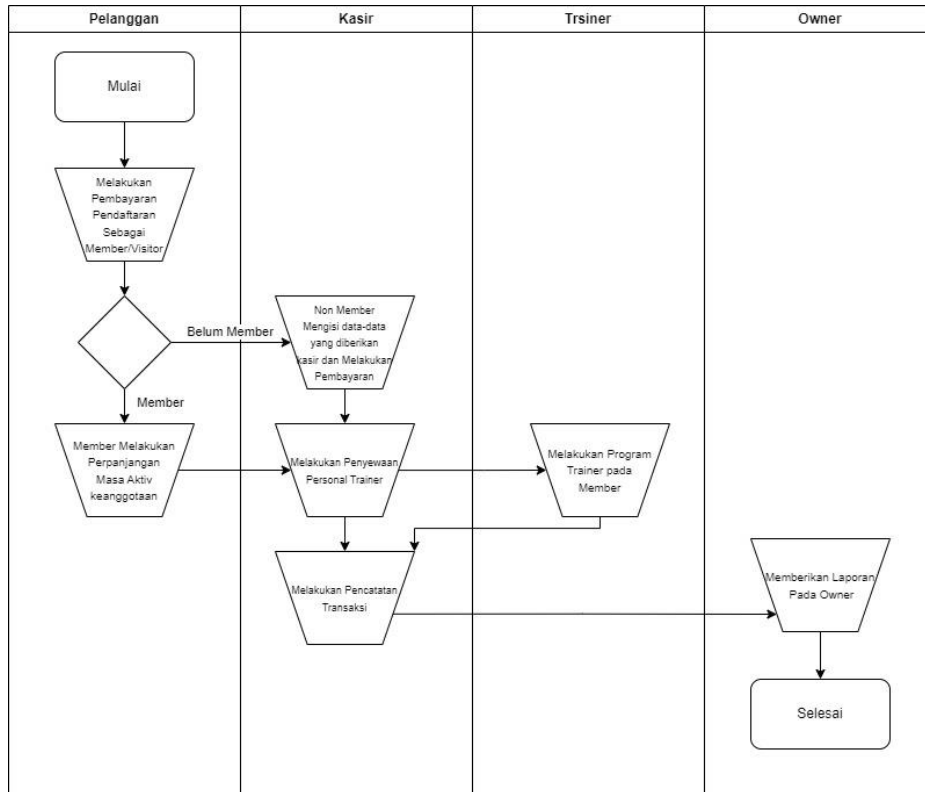 Pelanggan
Kasir
Trsiner
Owner
Mulai
Melakukan
Pembayaran
Pendaftaran
Sebagai
Member/Visitor
Belum Member
Non Member
Mengisi data-data
yang diberikan
kasir dan Melakukan
Pembayaran
Member
Member Melakukan
Perpanjangan
Masa Aktiv
keanggotaan
Melakukan Penyewaan
Personal Trainer
Melakukan Program
Trainer pada
Member
Melakukan Pencatatan
Transaksi
Memberikan Laporan
Pada Owner
Selesai